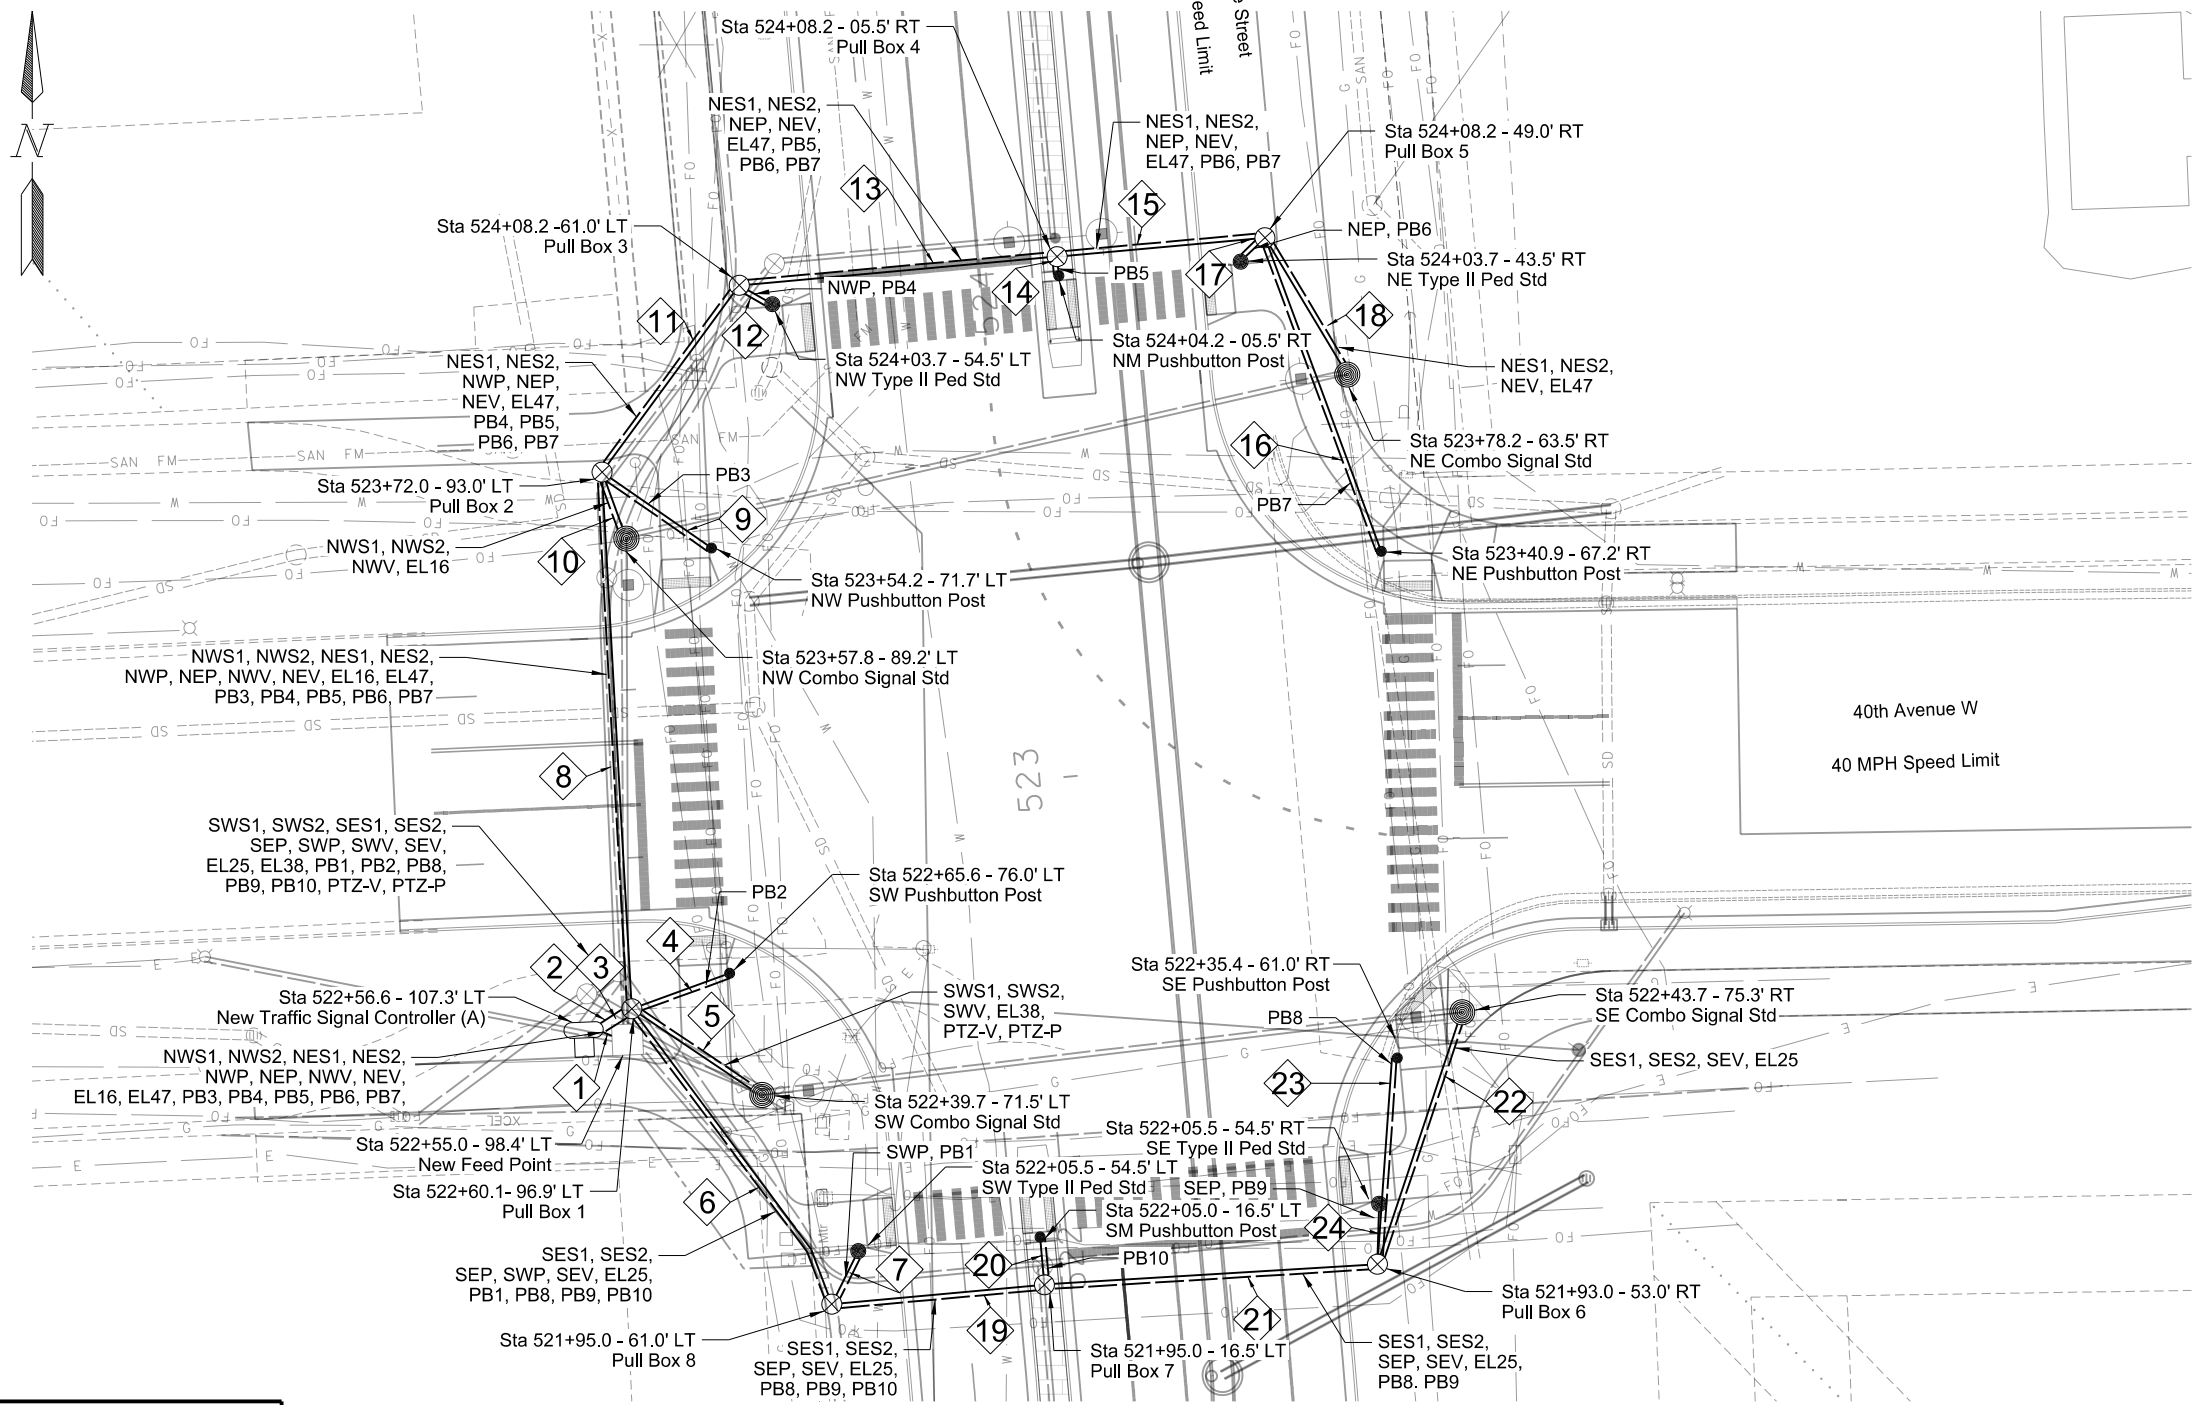 N
e Street
eed Limit
Sta 524+08.2 - 05.5' RT
Pull Box 4
NES1, NES2,
NEP, NEV,
EL47, PB5,
PB6, PB7
13
NES1, NES2,
NEP, NEV,
EL47, PB6, PB7
15
Sta 524+08.2 - 49.0' RT
Pull Box 5
Sta 524+08.2 -61.0' LT
Pull Box 3
NEP, PB6
17
Sta 524+03.7 - 43.5' RT
NE Type II Ped Std
PB5
14
NWP, PB4
11
12
524
18
Sta 524+04.2 - 05.5' RT
NM Pushbutton Post
Sta 524+03.7 - 54.5' LT
NW Type II Ped Std
NES1, NES2,
NWP, NEP,
NEV, EL47,
PB4, PB5,
PB6, PB7
NES1, NES2,
NEV, EL47
16
Sta 523+78.2 - 63.5' RT
NE Combo Signal Std
SAN FM
SAN FM
SAN FM
PB3
Sta 523+72.0 - 93.0' LT
Pull Box 2
PB7
9
NWS1, NWS2,
NWV, EL16
10
Sta 523+40.9 - 67.2' RT
NE Pushbutton Post
Sta 523+54.2 - 71.7' LT
NW Pushbutton Post
NWS1, NWS2, NES1, NES2,
NWP, NEP, NWV, NEV, EL16, EL47,
PB3, PB4, PB5, PB6, PB7
Sta 523+57.8 - 89.2' LT
NW Combo Signal Std
40th Avenue W
40 MPH Speed Limit
523
8
SWS1, SWS2, SES1, SES2,
SEP, SWP, SWV, SEV,
EL25, EL38, PB1, PB2, PB8,
PB9, PB10, PTZ-V, PTZ-P
Sta 522+65.6 - 76.0' LT
SW Pushbutton Post
PB2
4
2
3
Sta 522+35.4 - 61.0' RT
SE Pushbutton Post
Sta 522+56.6 - 107.3' LT
New Traffic Signal Controller (A)
5
SWS1, SWS2,
SWV, EL38,
PTZ-V, PTZ-P
Sta 522+43.7 - 75.3' RT
SE Combo Signal Std
PB8
NWS1, NWS2, NES1, NES2,
NWP, NEP, NWV, NEV,
EL16, EL47, PB3, PB4, PB5, PB6, PB7,
1
SES1, SES2, SEV, EL25
23
22
XCEL
Sta 522+39.7 - 71.5' LT
SW Combo Signal Std
Sta 522+05.5 - 54.5' RT
SE Type II Ped Std
Sta 522+55.0 - 98.4' LT
New Feed Point
SWP, PB1
Sta 522+05.5 - 54.5' LT
SW Type II Ped Std
SEP, PB9
Sta 522+60.1- 96.9' LT
Pull Box 1
6
Sta 522+05.0 - 16.5' LT
SM Pushbutton Post
24
SES1, SES2,
SEP, SWP, SEV, EL25,
PB1, PB8, PB9, PB10
7
20
PB10
Sta 521+93.0 - 53.0' RT
Pull Box 6
21
19
Sta 521+95.0 - 61.0' LT
Pull Box 8
SES1, SES2,
SEP, SEV, EL25,
PB8, PB9, PB10
Sta 521+95.0 - 16.5' LT
Pull Box 7
SES1, SES2,
SEP, SEV, EL25,
PB8. PB9